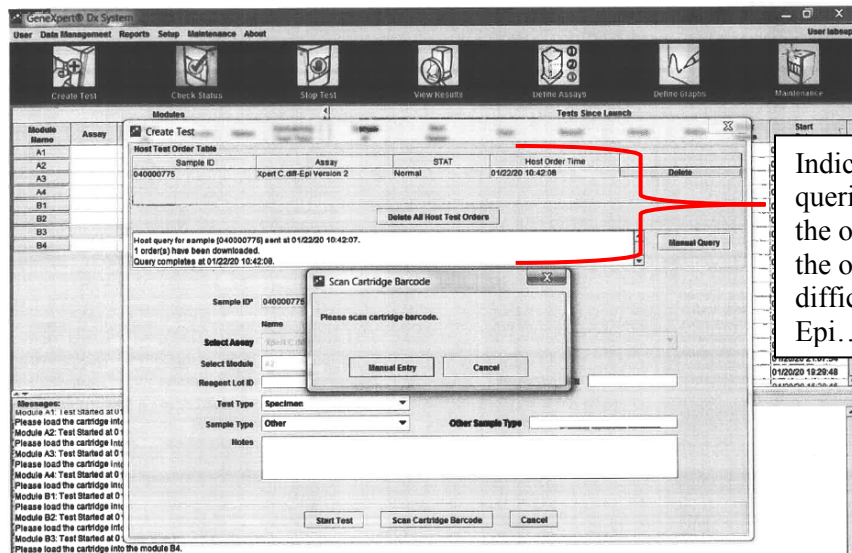 GeneXpert® Dx System
User Data Management Reports Setup Maintenance About
User labsup
Create Test Check Status Stop Test View Results Define Assays Define Graphs Maintenance
Modules Tests Since Launch
Module Name Assay Start
A1
A2
A3
A4
B1
B2
B3
B4
Create Test
Host Test Order Table
Sample ID Assay STAT Host Order Time
040000775 Xpert C.diff-Epi Version 2 Normal 01/22/20 10:42:08 Delete
Delete All Host Test Orders
Host query for sample [040000775] sent at 01/22/20 10:42:07.
1 order(s) have been downloaded.
Query completes at 01/22/20 10:42:08.
Manual Query
Scan Cartridge Barcode
Please scan cartridge barcode.
Manual Entry Cancel
Sample ID* 040000775
Name
Select Assay Xpert C.diff
Select Module A2
Reagent Lot ID
Test Type Specimen
Sample Type Other Other Sample Type
Notes
Start Test Scan Cartridge Barcode Cancel
Indic
queri
the o
the o
diffic
Epi…
01/20/20 21:07:54
01/20/20 19:29:48
Messages:
Module A1: Test Started at 01
Please load the cartridge into
Module A2: Test Started at 0
Please load the cartridge into
Module A3: Test Started at 0
Please load the cartridge into
Module A4: Test Started at 0
Please load the cartridge into
Module B1: Test Started at 0
Please load the cartridge into
Module B2: Test Started at 0
Please load the cartridge into
Module B3: Test Started at 0
Please load the cartridge into the module B4.